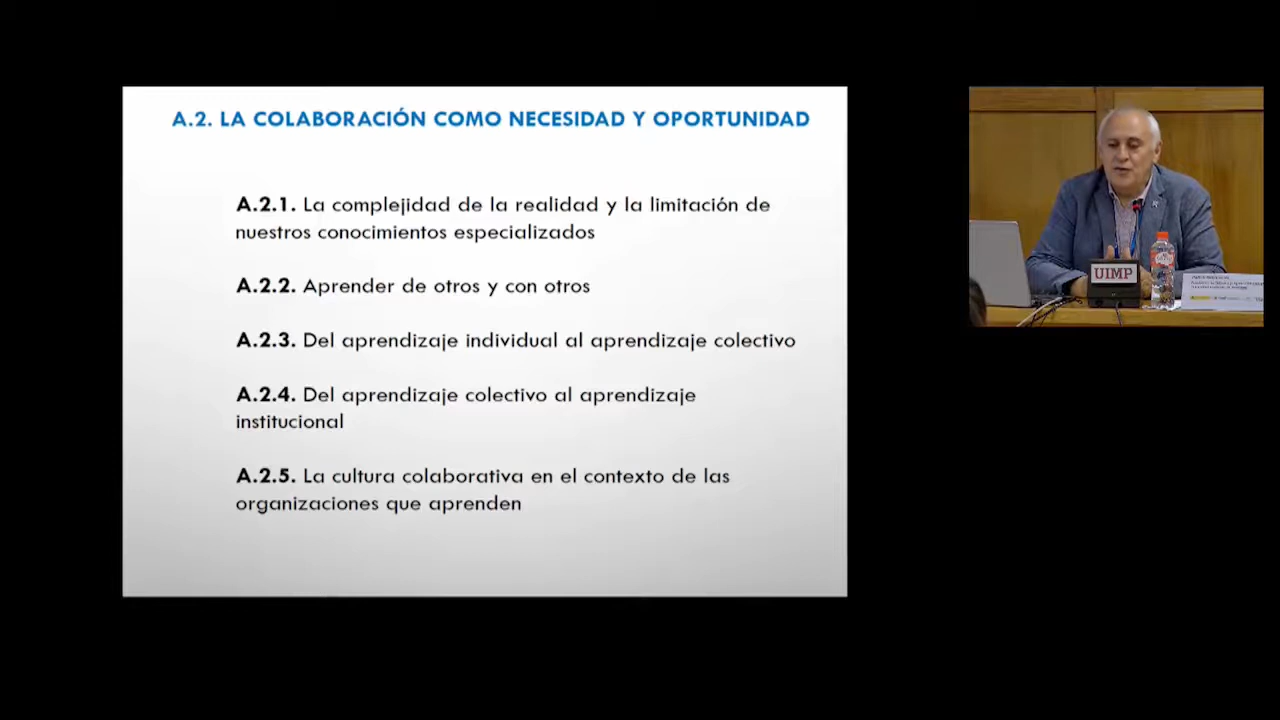 A.2. LA COLABORACIÓN COMO NECESIDAD Y OPORTUNIDAD
A.2.1. La complejidad de la realidad y la limitación de
nuestros conocimientos especializados
A.2.2. Aprender de otros y con otros
A.2.3. Del aprendizaje individual al aprendizaje colectivo
A.2.4. Del aprendizaje colectivo al aprendizaje
institucional
A.2.5. La cultura colaborativa en el contexto de las
organizaciones que aprenden
UIMP